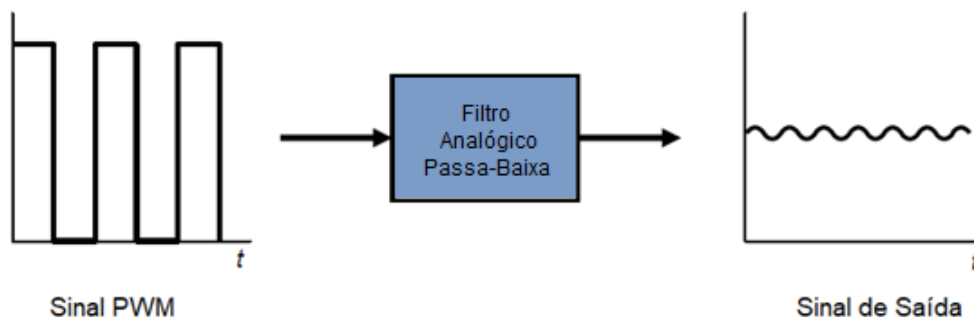 Filtro
Analógico
Passa-Baixa
t
t
Sinal PWM
Sinal de Saída